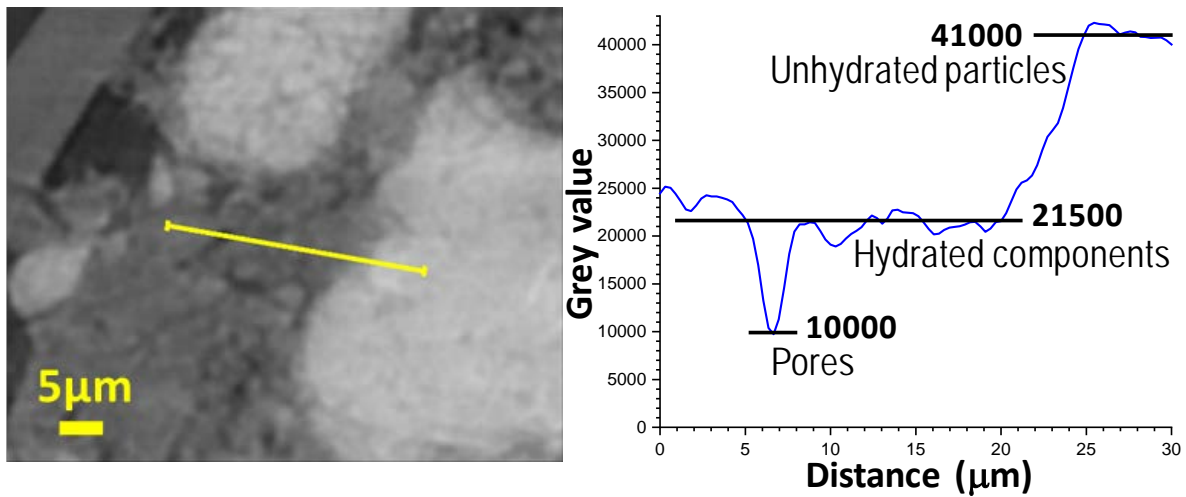 5μm
41000
Unhydrated particles
21500
Hydrated components
10000
Pores
Grey value
40000
35000
30000
25000
20000
15000
10000
5000
0
0 5 10 15 20 25 30
Distance (μm)